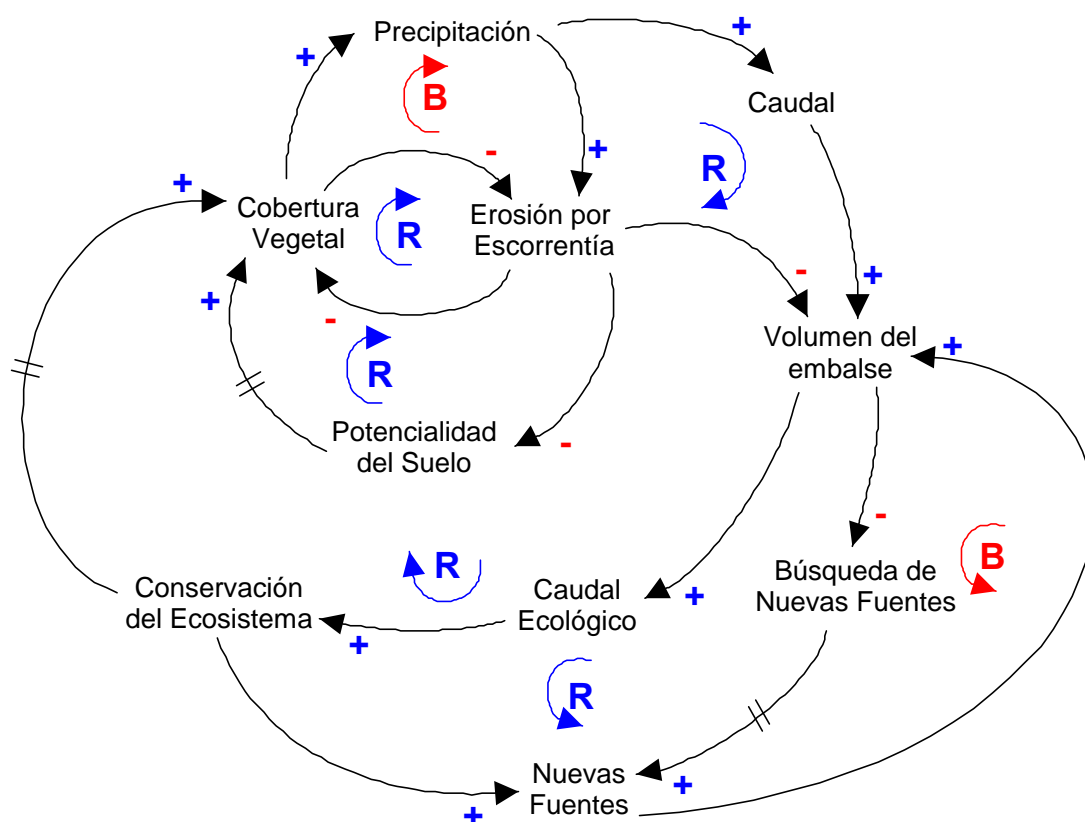 Precipitación
+
+
B
Caudal
-
+
R
+
Cobertura
Vegetal
R
Erosión por
Escorrentía
+
-
-
+
R
Volumen del
embalse
+
Potencialidad
del Suelo
-
-
B
R
Conservación
del Ecosistema
Caudal
Ecológico
+
Búsqueda de
Nuevas Fuentes
+
R
Nuevas
Fuentes
+
+